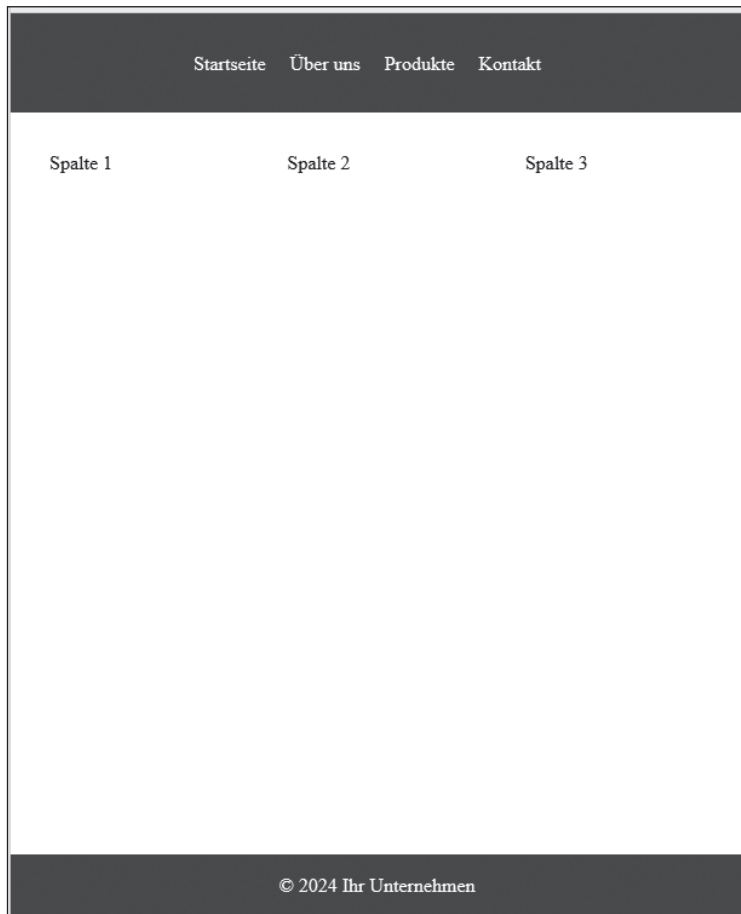 Startseite Über uns Produkte Kontakt
Spalte 1 Spalte 2 Spalte 3
© 2024 Ihr Unternehmen